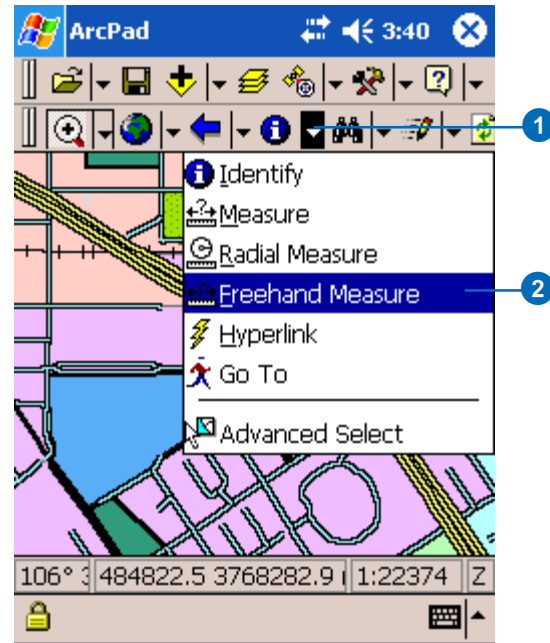 ArcPad 3:40
1
Identify
Measure
Radial Measure
Freehand Measure
2
Hyperlink
Go To
Advanced Select
106° 484822.5 3768282.9 1:22374 Z